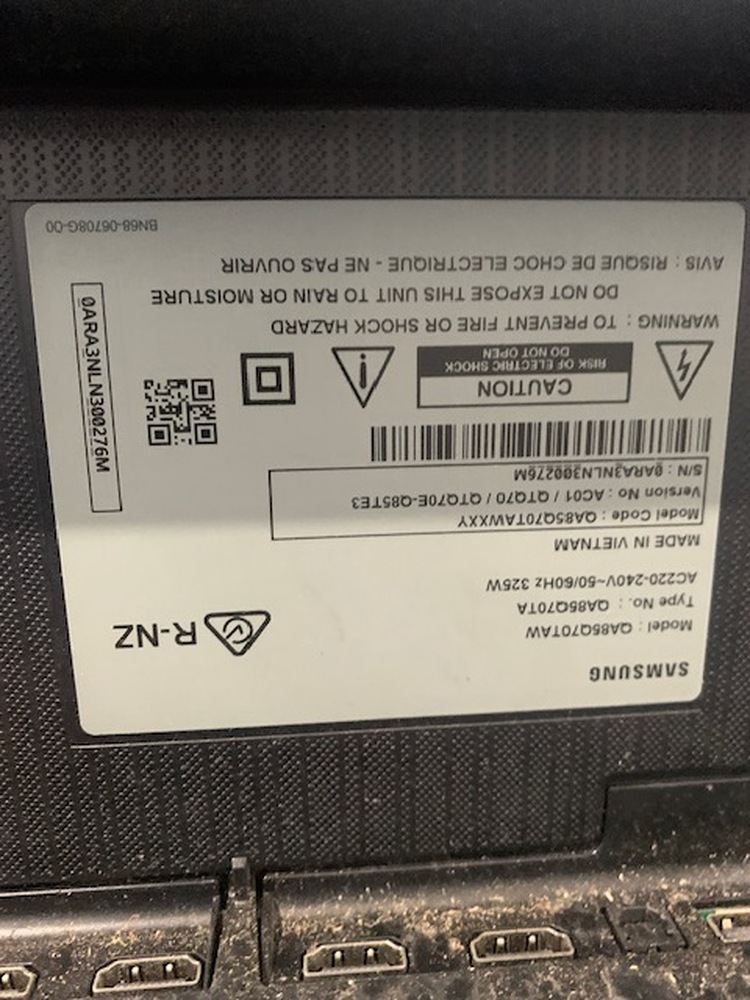 SAMSUNG
Model : QA85Q70TAW
Type No. : QA85Q70TA
AC220-240V~50/60Hz 325W
R-NZ
MADE IN VIETNAM
Model Code : QA85Q70TAWXXY
Version No : AC01 / QTQ70 / QTQ70E-Q85TE3
S/N : 0ARA3NLN300276M
CAUTION
RISK OF ELECTRIC SHOCK
DO NOT OPEN
WARNING : TO PREVENT FIRE OR SHOCK HAZARD
DO NOT EXPOSE THIS UNIT TO RAIN OR MOISTURE
AVIS : RISQUE DE CHOC ELECTRIQUE - NE PAS OUVRIR
0ARA3NLN300276M
BN68-06708G-00